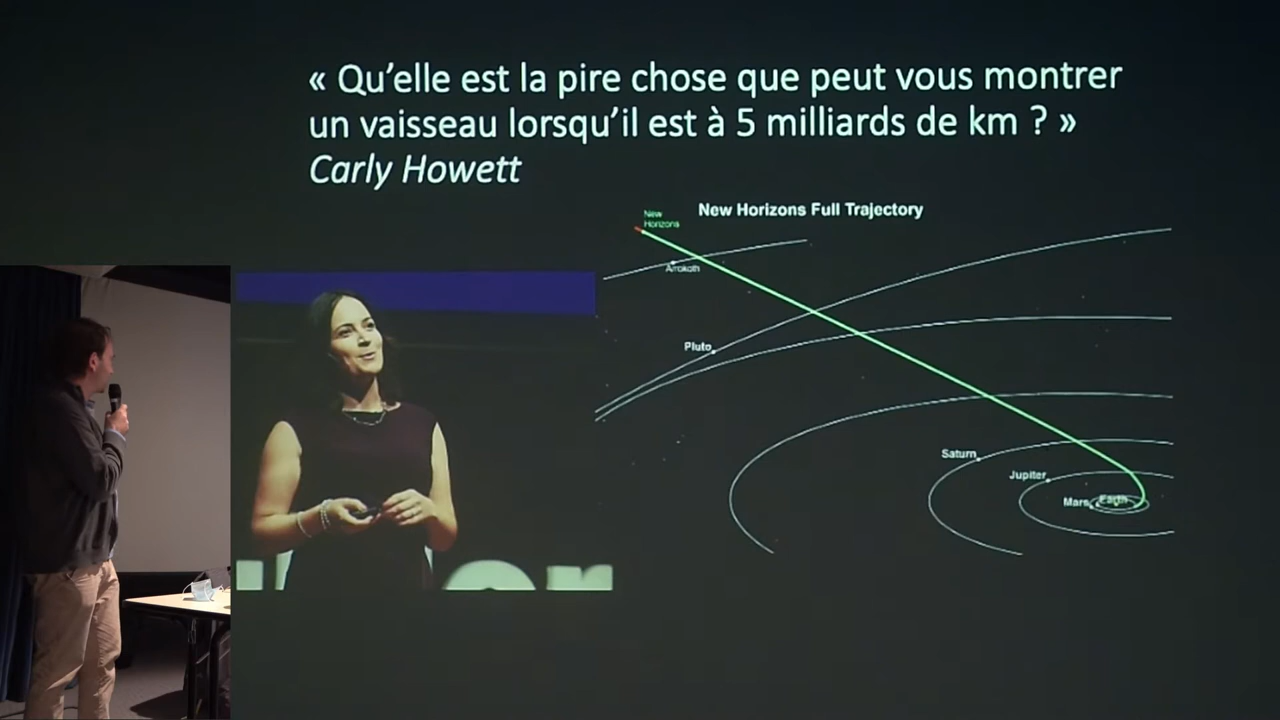 « Qu’elle est la pire chose que peut vous montrer
un vaisseau lorsqu’il est à 5 milliards de km ? »
Carly Howett
New Horizons Full Trajectory
New
Horizons
Arrokoth
Pluto
Saturn
Jupiter
Mars
Earth